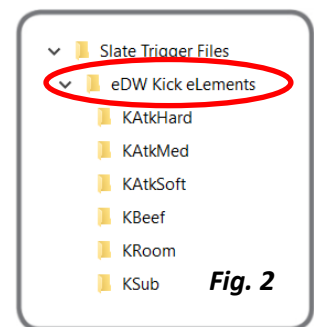 Slate Trigger Files
eDW Kick eLements
KAtkHard
KAtkMed
KAtkSoft
KBeef
KRoom
KSub
Fig. 2